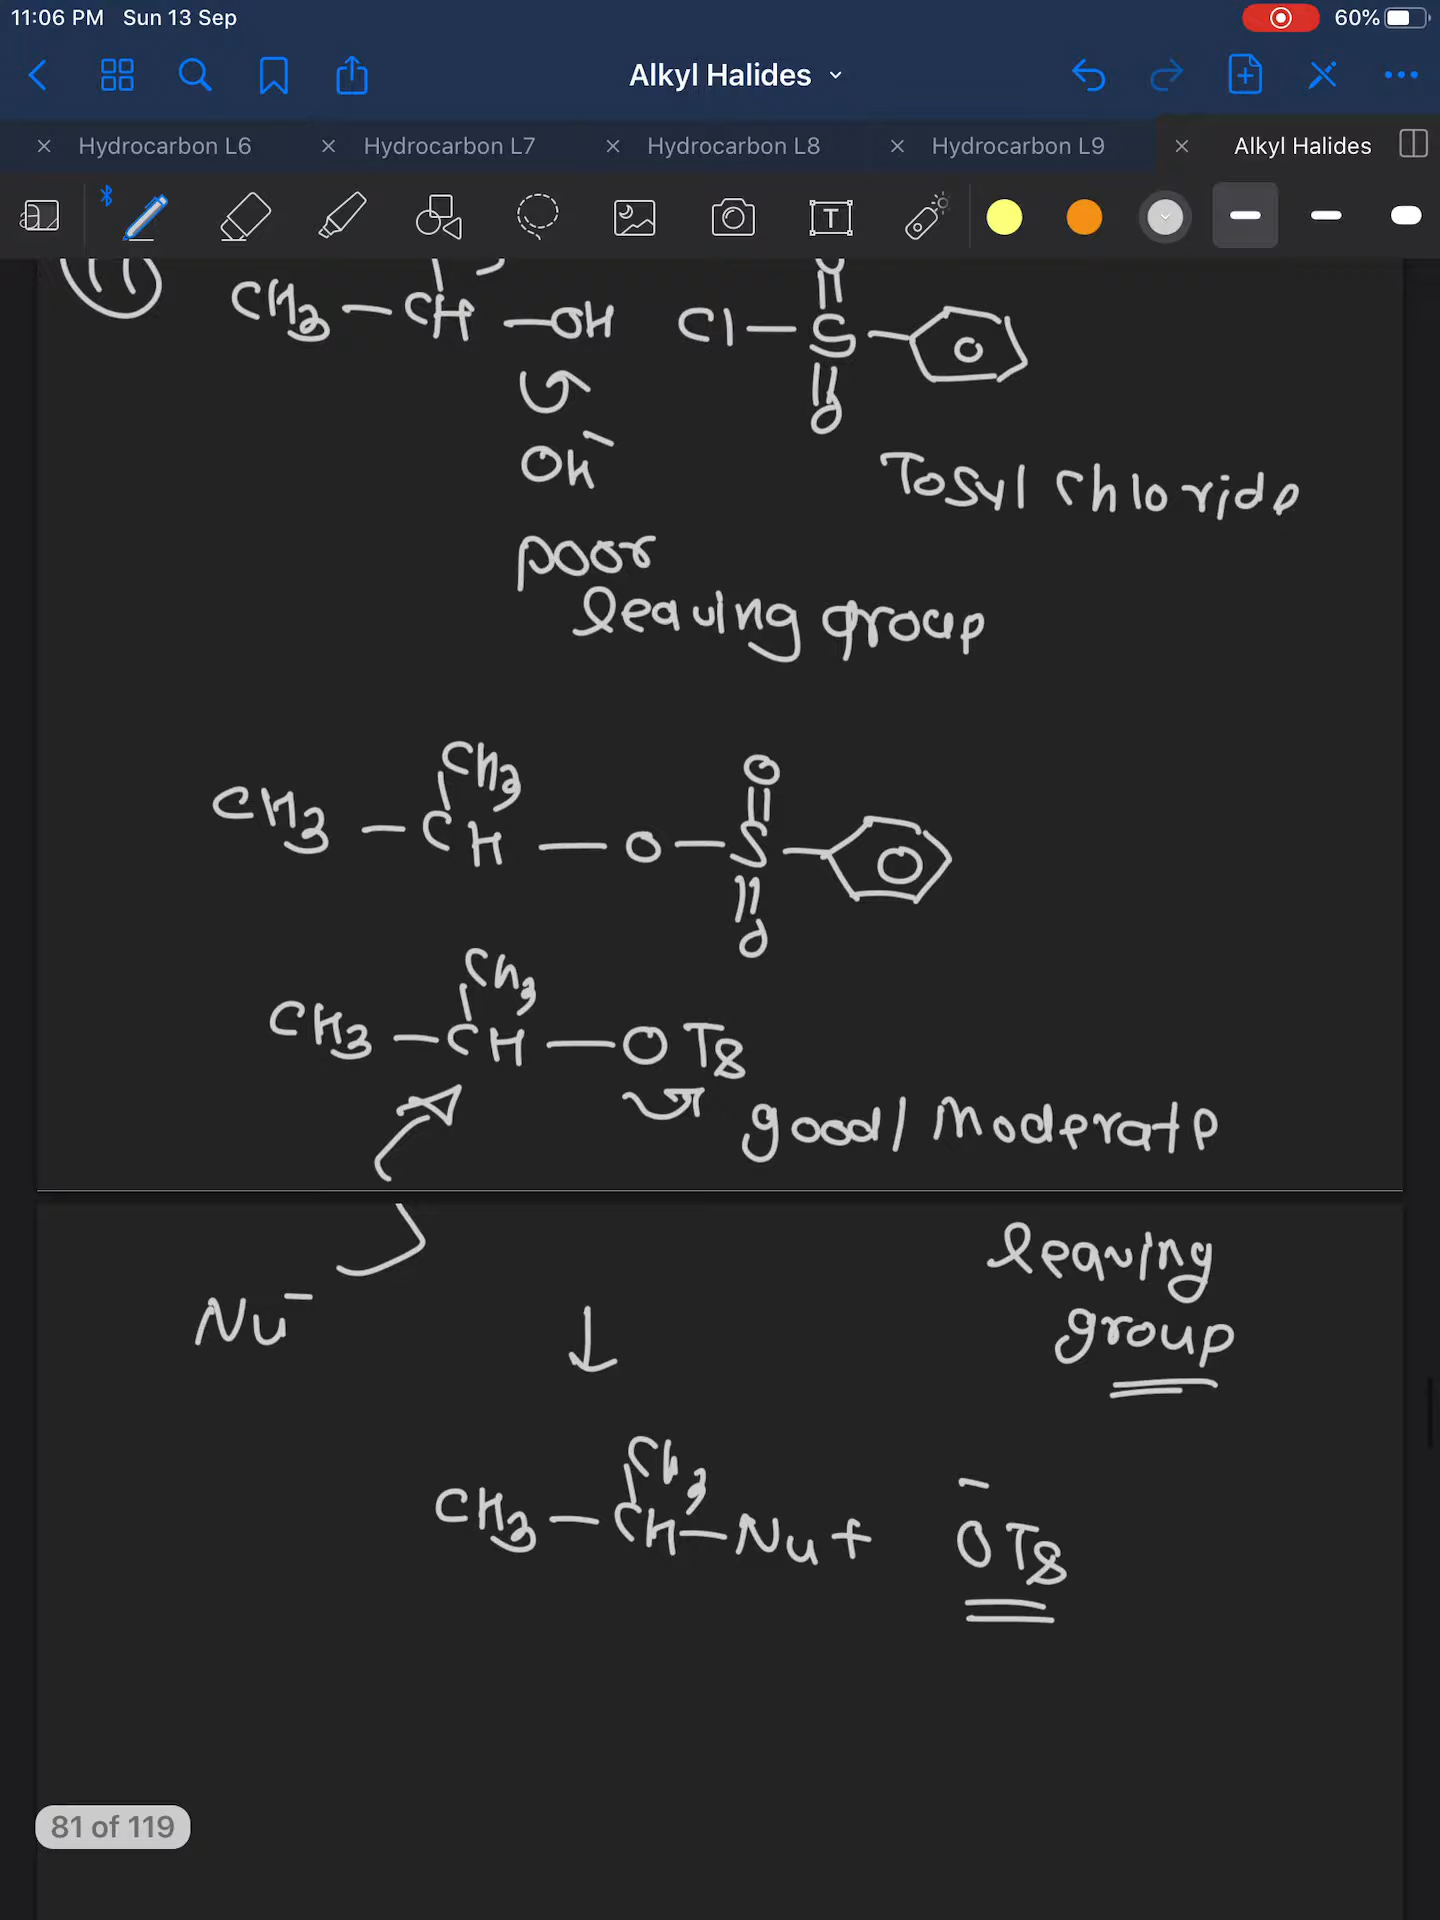 11:06 PM Sun 13 Sep
60%
Alkyl Halides
Hydrocarbon L6
Hydrocarbon L7
Hydrocarbon L8
Hydrocarbon L9
Alkyl Halides
11
CH3 — CH — OH Cl — S
O
OH⁻
Tosyl chloride
poor
leaving group
CH3 O
CH3 — CH — O — S
O
CH3
CH3 — CH — O Ts
good / Moderate
leaving
Nu⁻
group
CH3
CH3 — CH — Nu + ⁻OTs
81 of 119